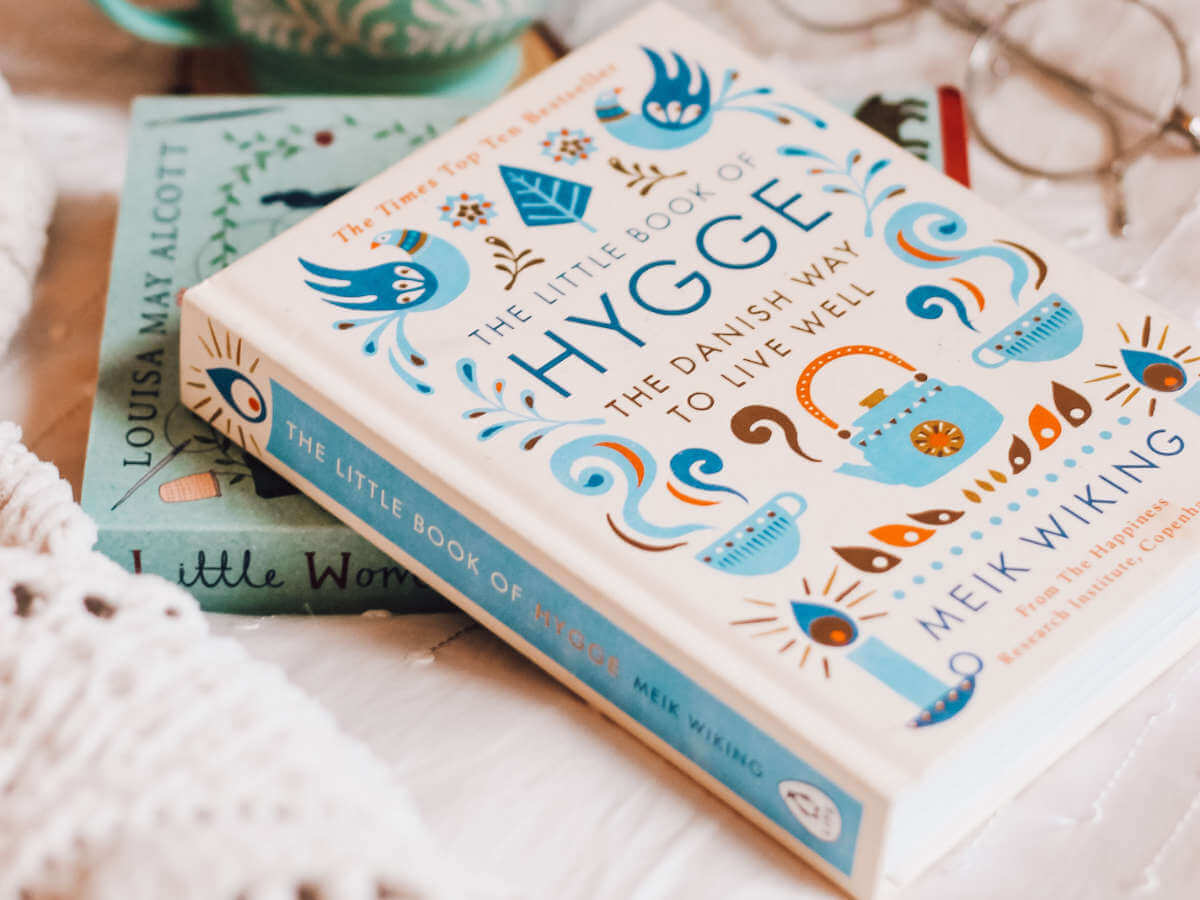 The Times Top Ten Bestseller
THE LITTLE BOOK OF
HYGGE
THE DANISH WAY
TO LIVE WELL
MEIK WIKING
From The Happiness
Research Institute, Copenh
THE LITTLE BOOK OF HYGGE MEIK WIKING
LIFE
LOUISA MAY ALCOTT
Little Wom